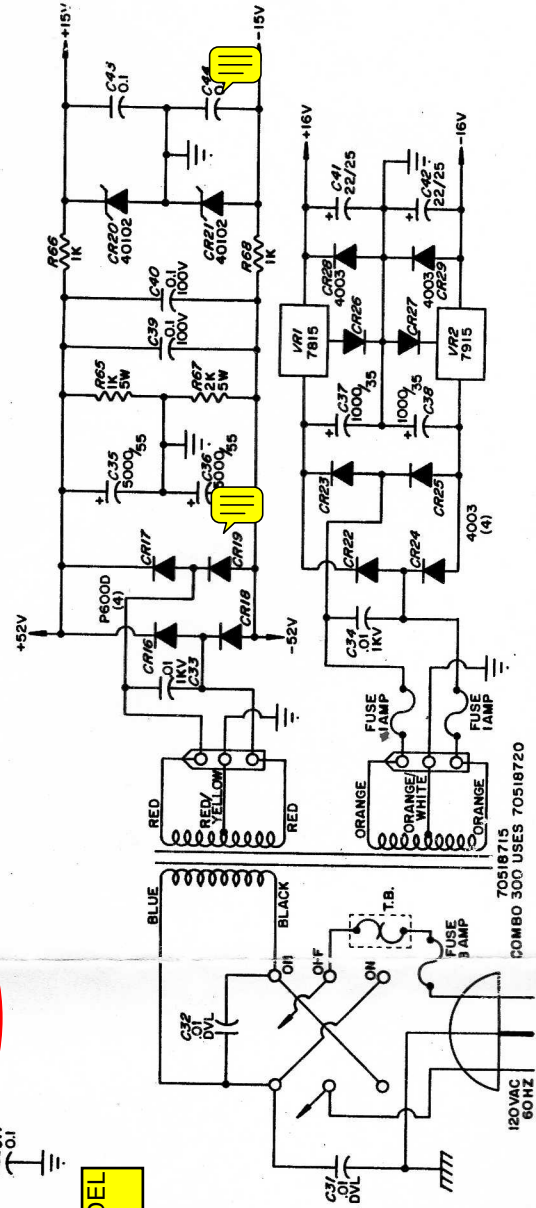 +15V
C43
0.1
C44
-15V
R66
1K
CR20
40102
CR21
40102
R68
1K
C40
0.1
100V
C39
0.1
100V
R65
1K
5W
R67
2K
5W
C35
5000/55
C36
5000/55
CR17
CR19
P600D
(4)
+52V
CR16
CR18
-52V
.01
1KV
C33
RED
RED/
YELLOW
RED
BLUE
BLACK
C32
.01
DVL
ON
OFF
ON
T.B.
FUSE
3 AMP
C31
.01
DVL
120VAC
60HZ
+16V
C41
22/25
C42
22/25
-16V
CR28
4003
CR26
CR27
4003
CR29
VR1
7815
VR2
7915
C37
1000/35
1000/35
C38
CR23
CR25
CR22
CR24
4003
(4)
C34
.01
1KV
FUSE
1AMP
FUSE
1AMP
ORANGE
ORANGE/
WHITE
ORANGE
70518715
COMBO 300 USES 70518720
0.1
DEL